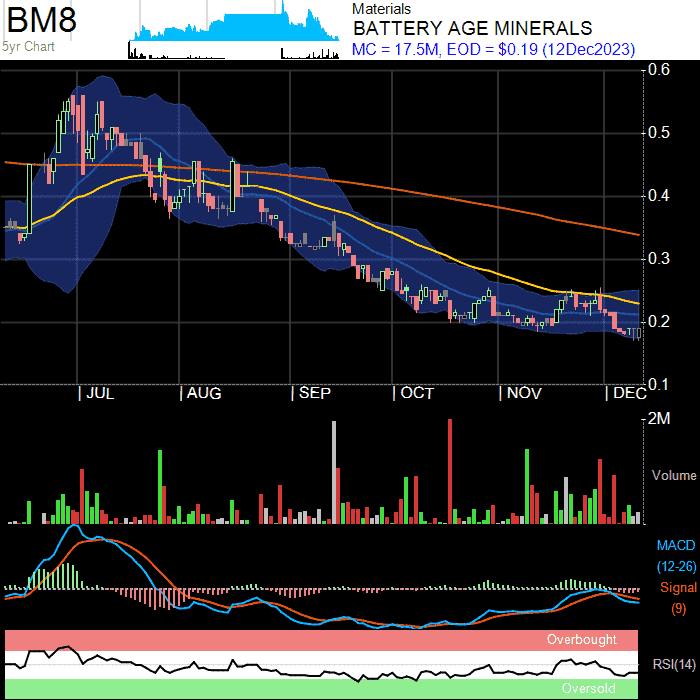 BM8
5yr Chart
Materials
BATTERY AGE MINERALS
MC = 17.5M, EOD = $0.19 (12Dec2023)
0.6
0.5
0.4
0.3
0.2
0.1
| JUL | AUG | SEP | OCT | NOV | DEC
2M
Volume
MACD
(12-26)
Signal
(9)
Overbought
RSI(14)
Oversold